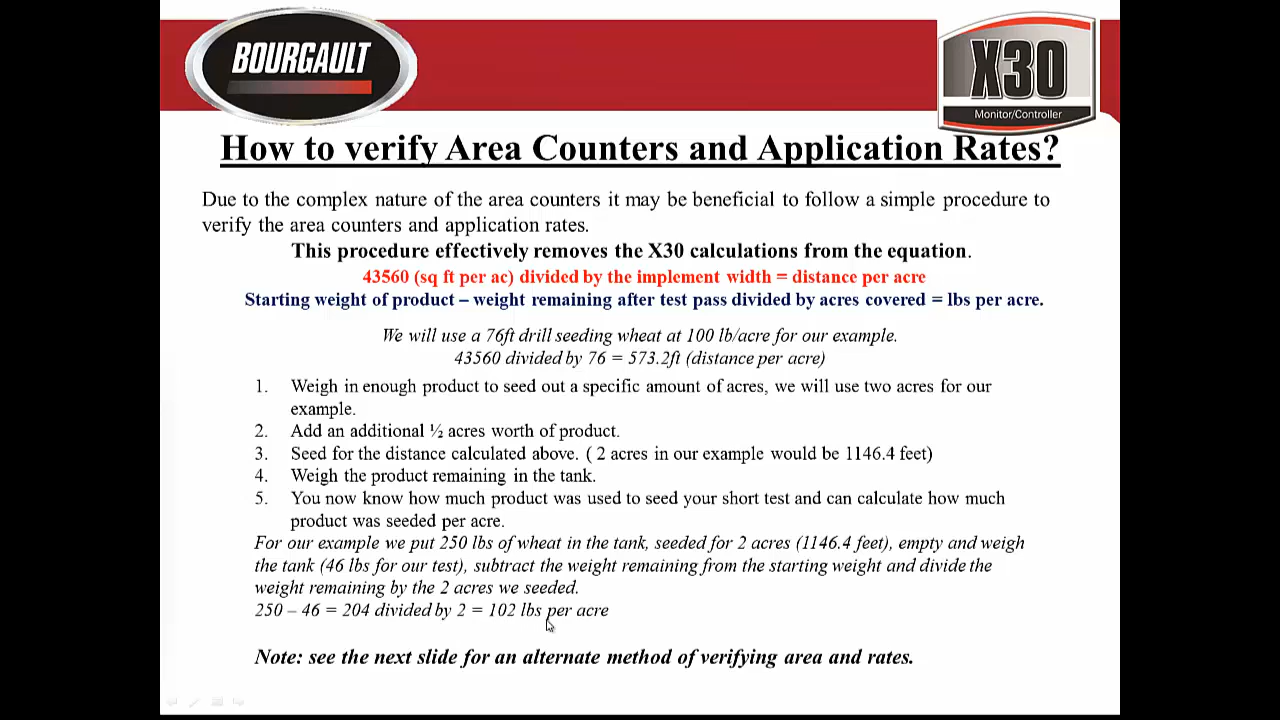 BOURGAULT
X30
Monitor/Controller
How to verify Area Counters and Application Rates?
Due to the complex nature of the area counters it may be beneficial to follow a simple procedure to
verify the area counters and application rates.
This procedure effectively removes the X30 calculations from the equation.
43560 (sq ft per ac) divided by the implement width = distance per acre
Starting weight of product – weight remaining after test pass divided by acres covered = lbs per acre.
We will use a 76ft drill seeding wheat at 100 lb/acre for our example.
43560 divided by 76 = 573.2ft (distance per acre)
1. Weigh in enough product to seed out a specific amount of acres, we will use two acres for our
example.
2. Add an additional ½ acres worth of product.
3. Seed for the distance calculated above. ( 2 acres in our example would be 1146.4 feet)
4. Weigh the product remaining in the tank.
5. You now know how much product was used to seed your short test and can calculate how much
product was seeded per acre.
For our example we put 250 lbs of wheat in the tank, seeded for 2 acres (1146.4 feet), empty and weigh
the tank (46 lbs for our test), subtract the weight remaining from the starting weight and divide the
weight remaining by the 2 acres we seeded.
250 – 46 = 204 divided by 2 = 102 lbs per acre
Note: see the next slide for an alternate method of verifying area and rates.